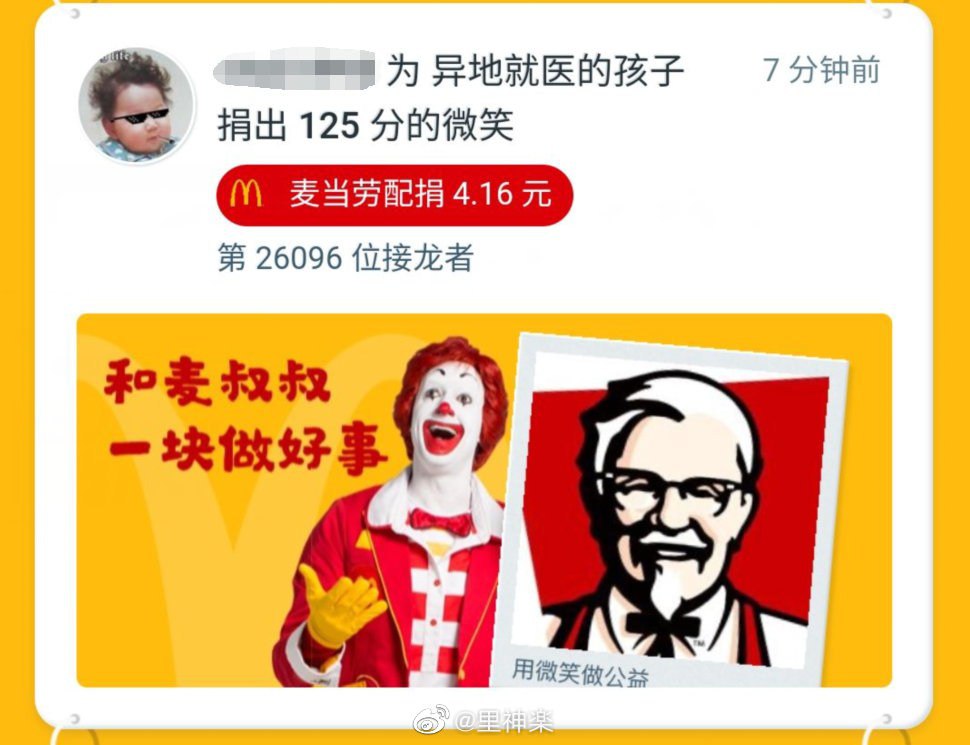 为 异地就医的孩子
7 分钟前
捐出 125 分的微笑
麦当劳配捐 4.16 元
第 26096 位接龙者
和麦叔叔
一块做好事
TM
用微笑做公益
@里神楽